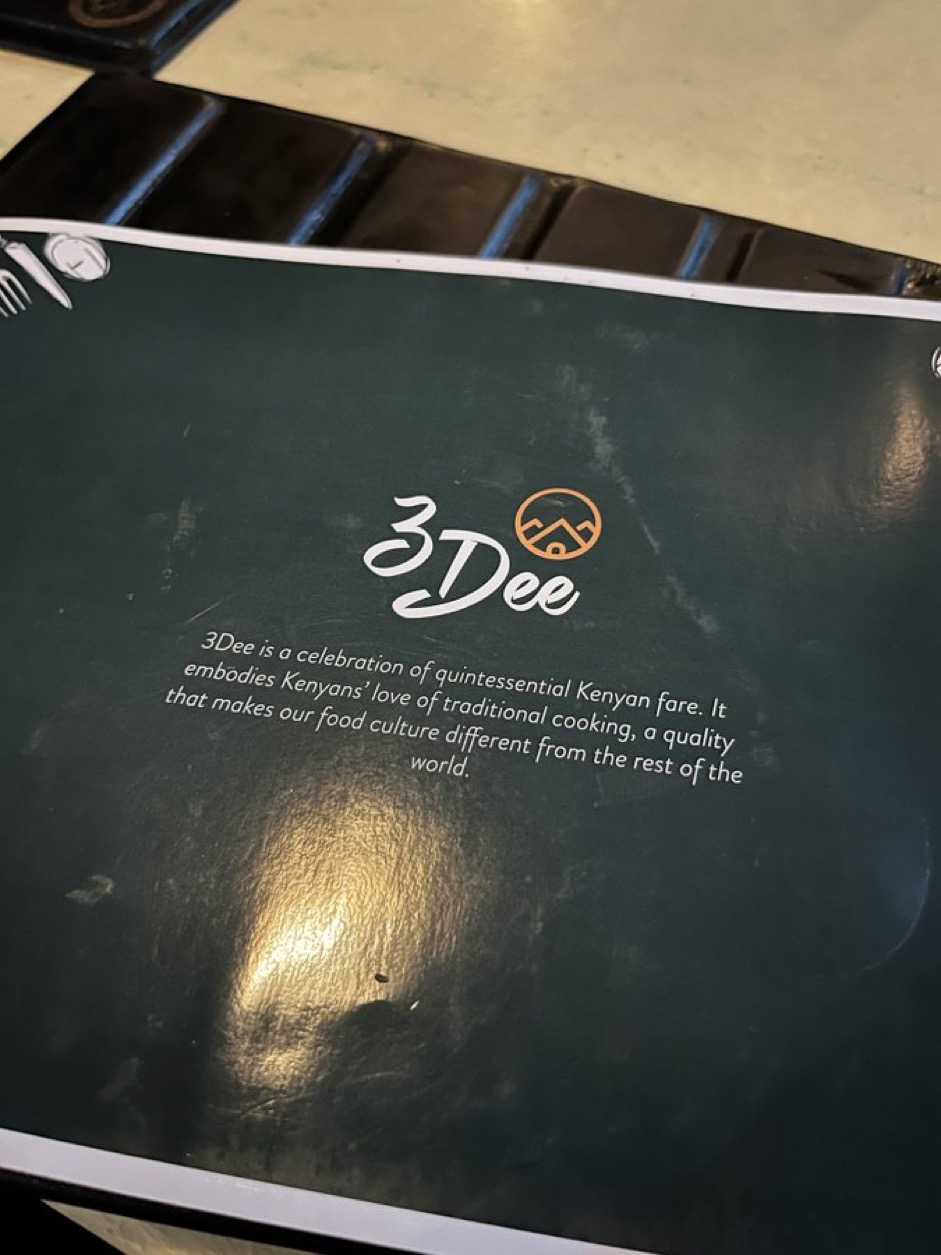 3Dee
3Dee is a celebration of quintessential Kenyan fare. It
embodies Kenyans' love of traditional cooking, a quality
that makes our food culture different from the rest of the
world.